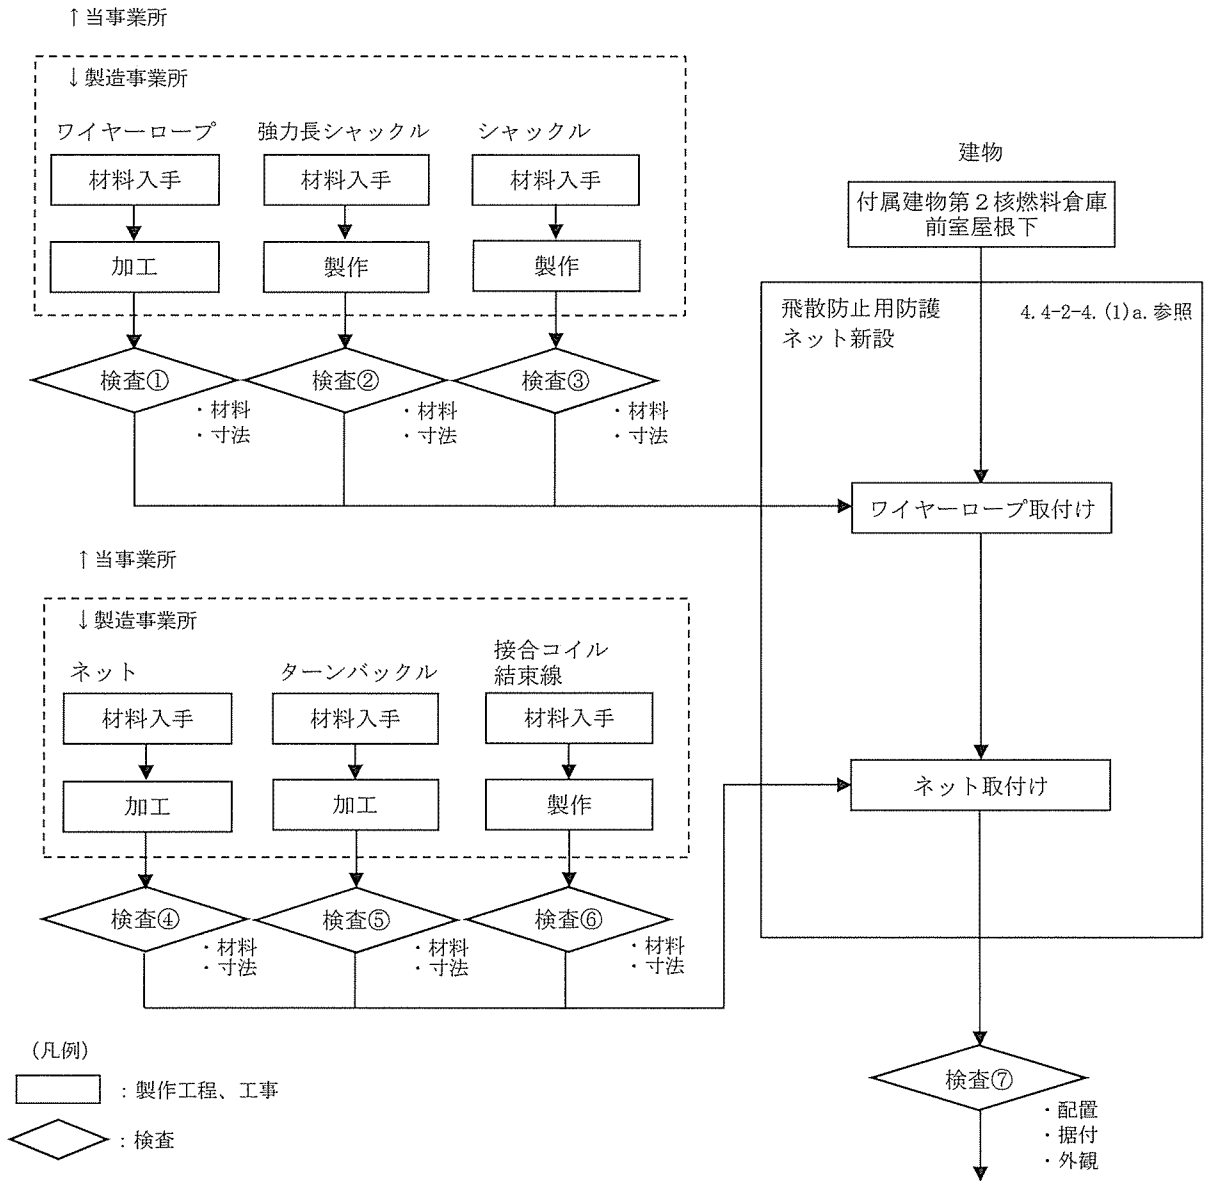 ↑当事業所
↓製造事業所
ワイヤーロープ
強力長シャックル
シャックル
材料入手
材料入手
材料入手
加工
製作
製作
検査①
検査②
検査③
・材料
・寸法
・材料
・寸法
・材料
・寸法
建物
付属建物第2核燃料倉庫
前室屋根下
飛散防止用防護
ネット新設
4.4-2-4.(1)a.参照
ワイヤーロープ取付け
↑当事業所
↓製造事業所
ネット
ターンバックル
接合コイル
結束線
材料入手
材料入手
材料入手
加工
加工
製作
検査④
検査⑤
検査⑥
・材料
・寸法
・材料
・寸法
・材料
・寸法
ネット取付け
検査⑦
・配置
・据付
・外観
(凡例)
：製作工程、工事
：検査